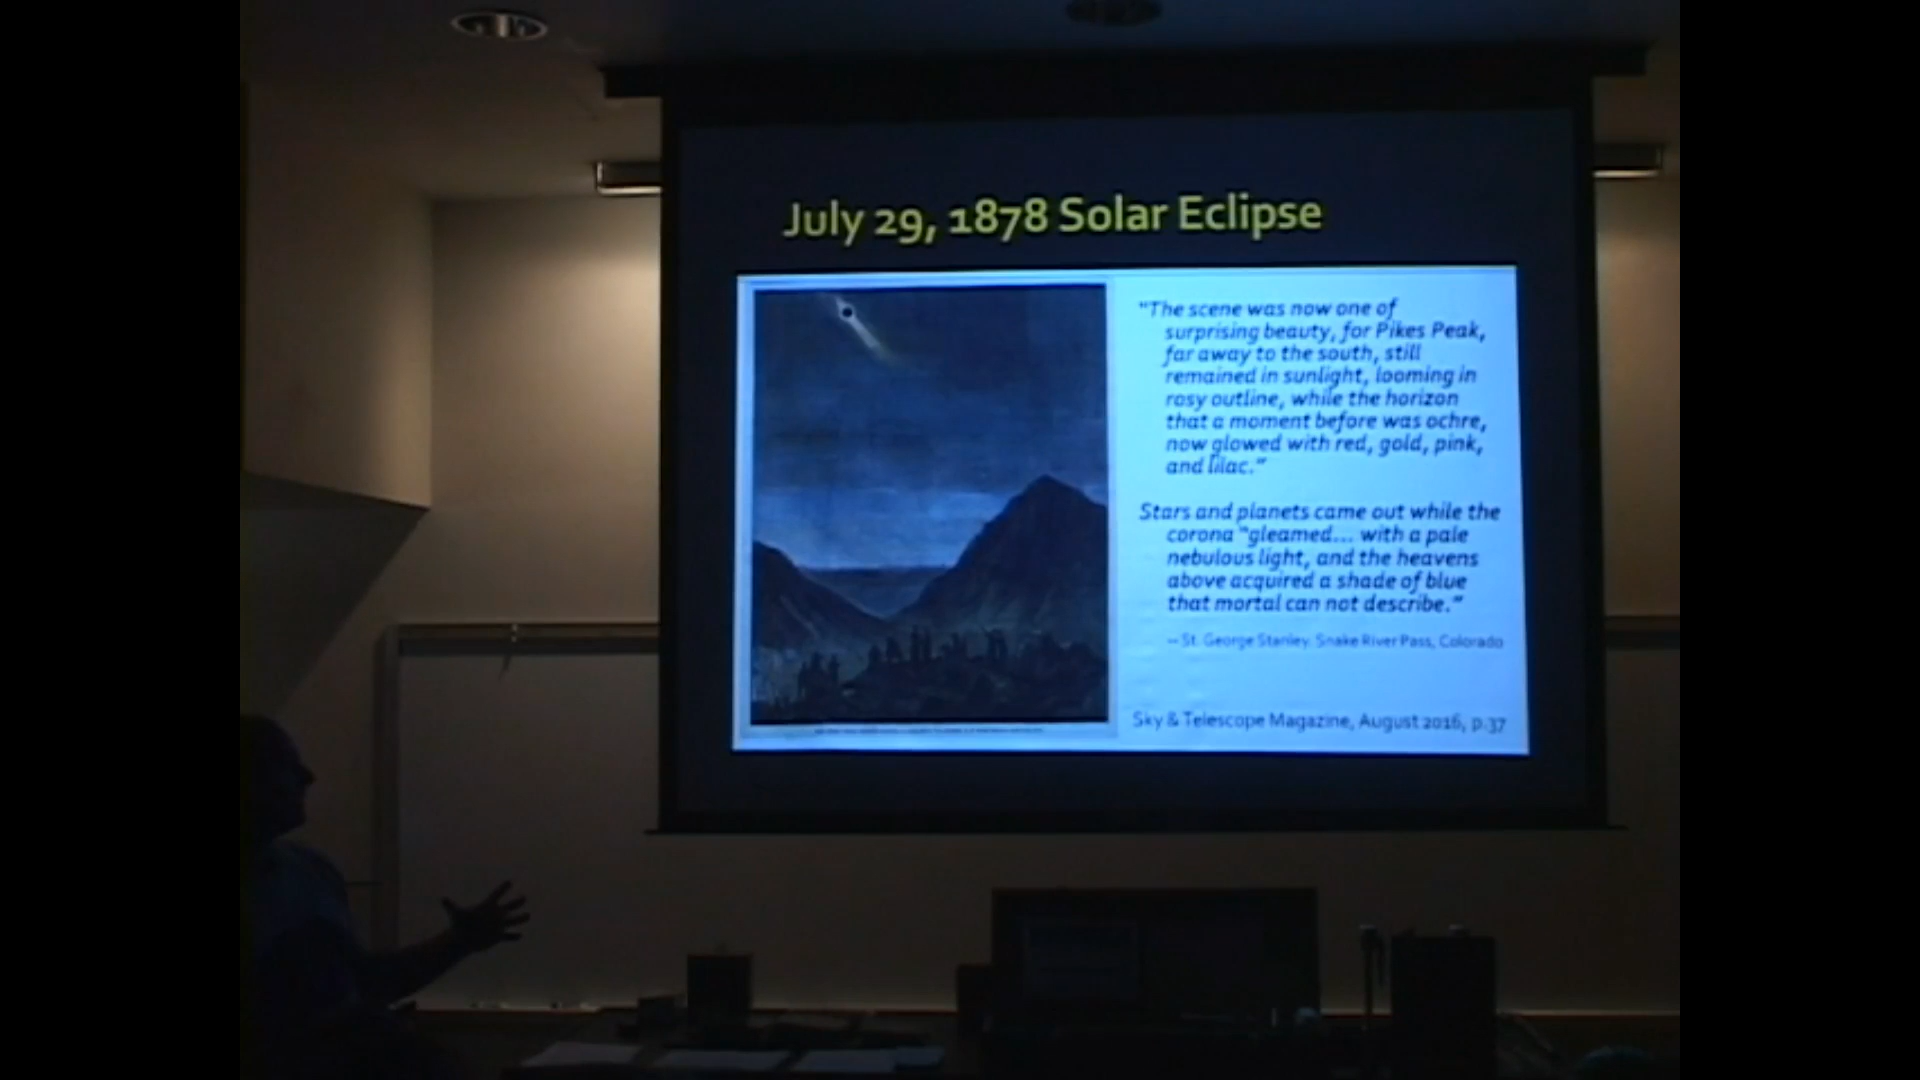 July 29, 1878 Solar Eclipse
"The scene was now one of
surprising beauty, for Pikes Peak,
far away to the south, still
remained in sunlight, looming in
rosy outline, while the horizon
that a moment before was ochre,
now glowed with red, gold, pink,
and lilac."
Stars and planets came out while the
corona "gleamed... with a pale
nebulous light, and the heavens
above acquired a shade of blue
that mortal can not describe."
-- St. George Stanley. Snake River Pass, Colorado
Sky & Telescope Magazine, August 2016, p.37